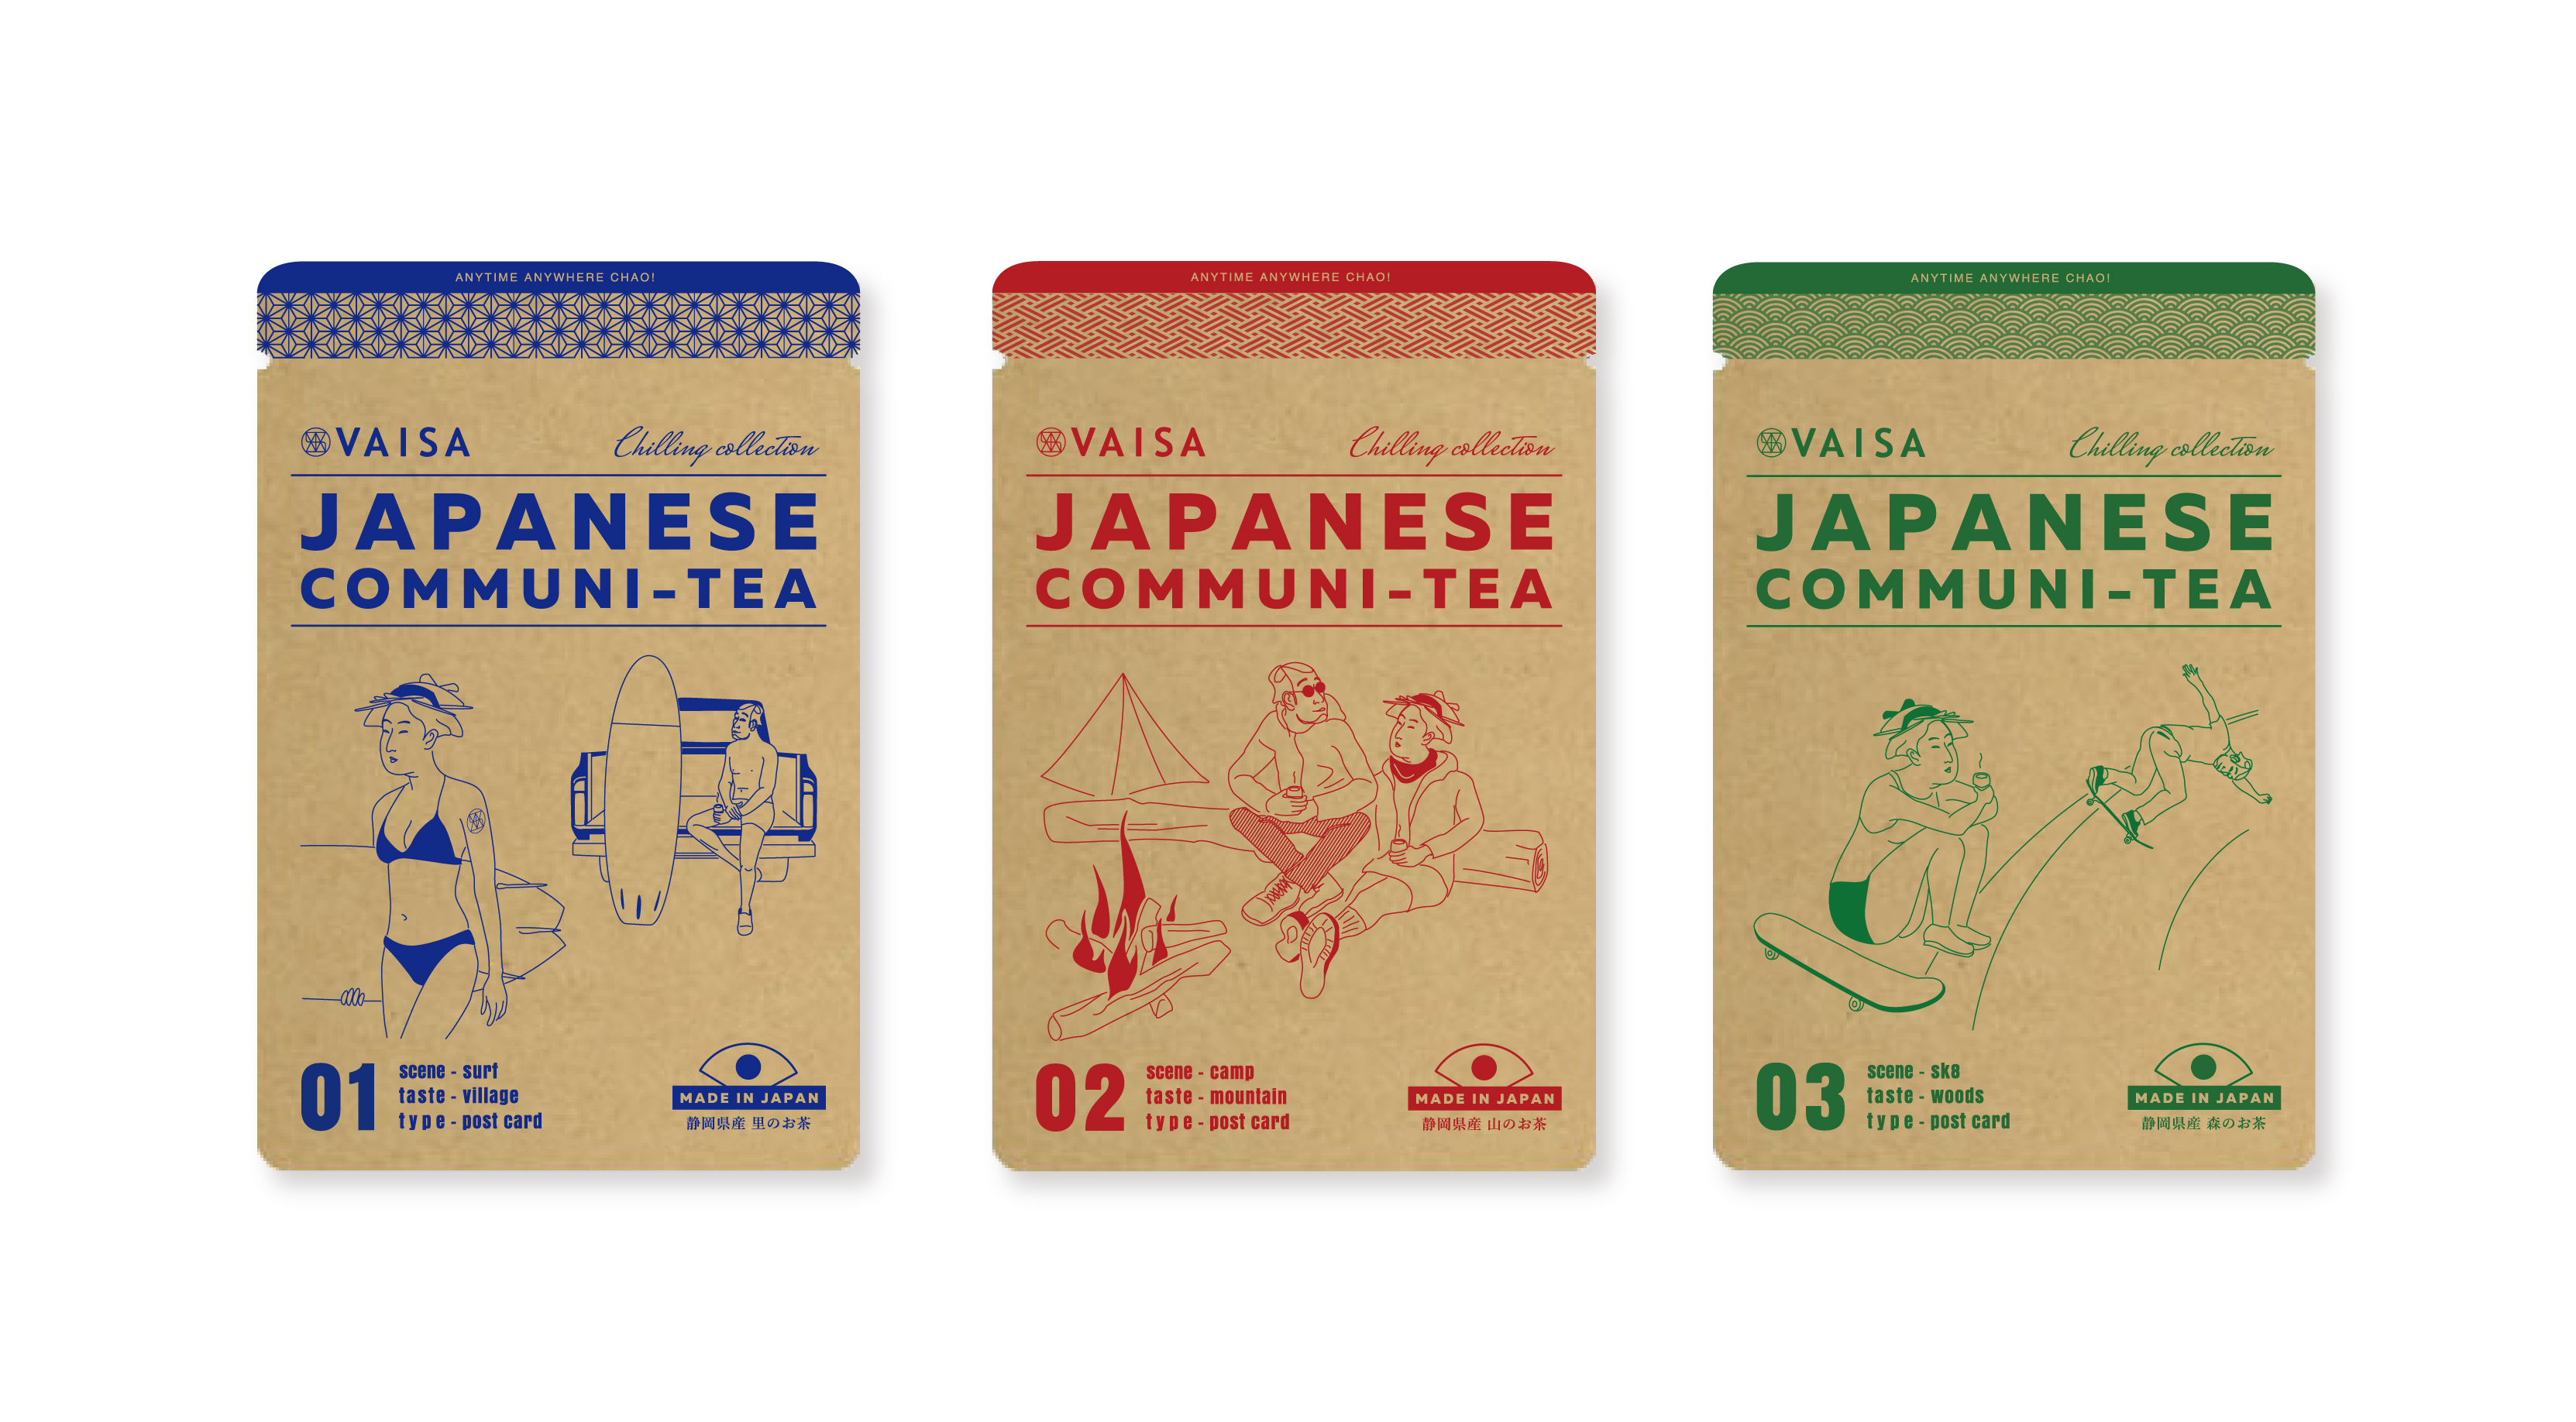 ANYTIME ANYWHERE CHAO!
VAISA
Chilling collection
JAPANESE
COMMUNI-TEA
01
scene - surf
taste - village
type - post card
MADE IN JAPAN
静岡県産 里のお茶
ANYTIME ANYWHERE CHAO!
VAISA
Chilling collection
JAPANESE
COMMUNI-TEA
02
scene - camp
taste - mountain
type - post card
MADE IN JAPAN
静岡県産 山のお茶
ANYTIME ANYWHERE CHAO!
VAISA
Chilling collection
JAPANESE
COMMUNI-TEA
03
scene - sk8
taste - woods
type - post card
MADE IN JAPAN
静岡県産 森のお茶